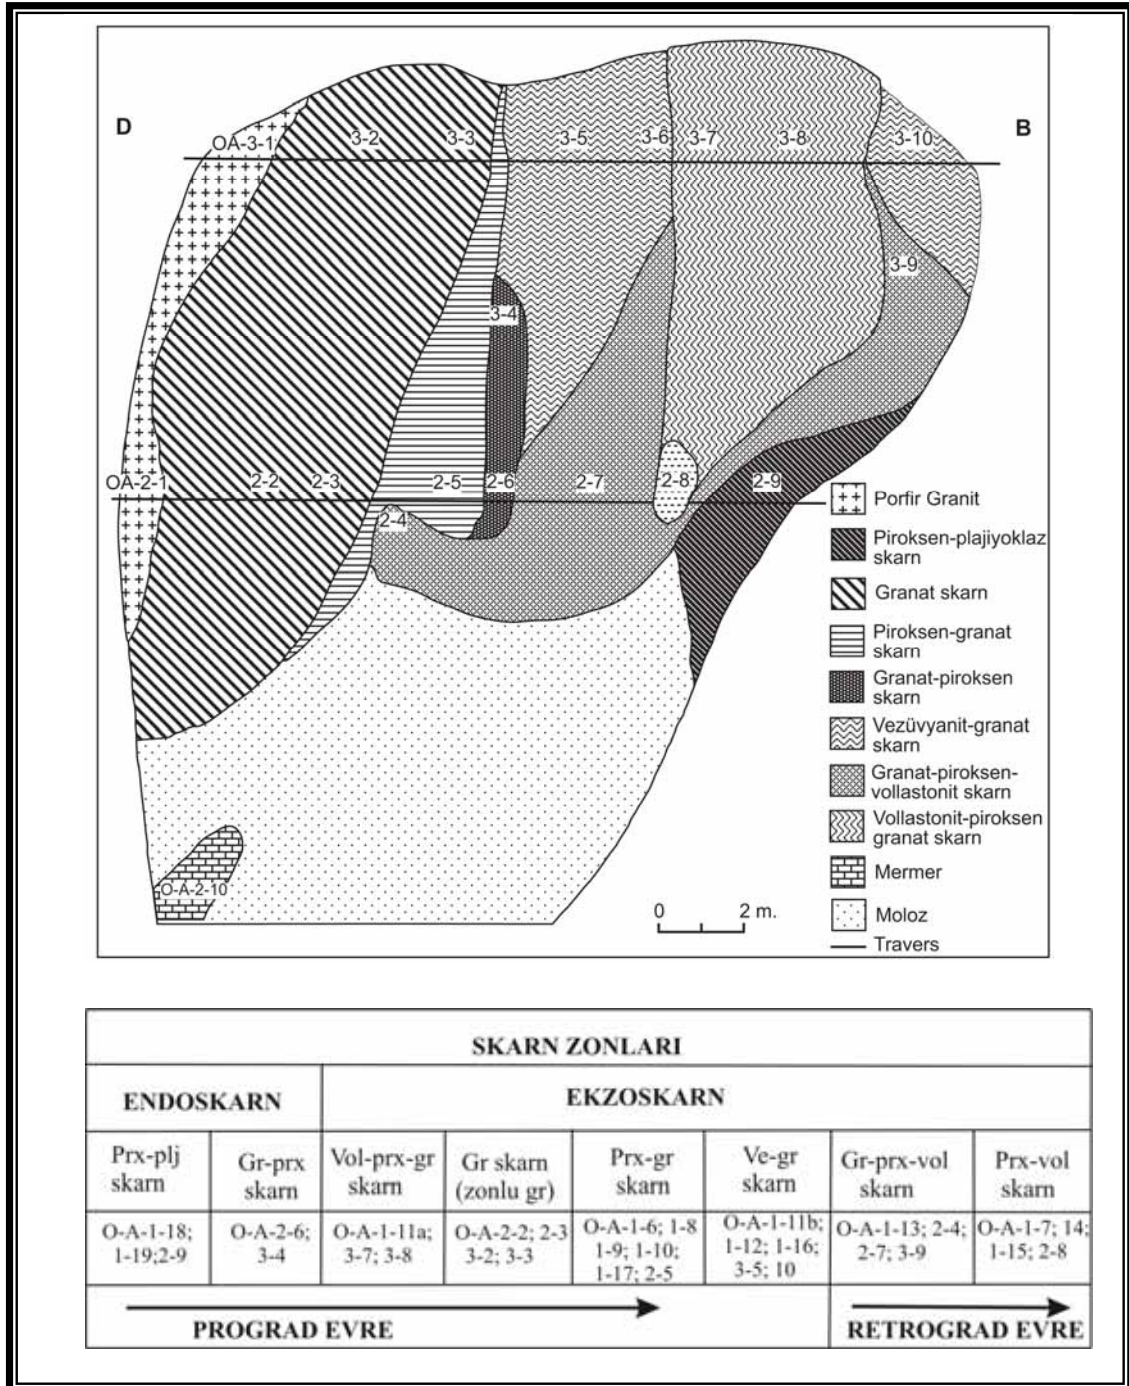 D
B
OA-3-1
3-2
3-3
3-5
3-6
3-7
3-8
3-10
3-9
3-4
OA-2-1
2-2
2-3
2-5
2-6
2-7
2-8
2-9
2-4
O-A-2-10
Porfir Granit
Piroksen-plajiyoklaz
skarn
Granat skarn
Piroksen-granat
skarn
Granat-piroksen
skarn
Vezüvyanit-granat
skarn
Granat-piroksen-
vollastonit skarn
Vollastonit-piroksen
granat skarn
Mermer
Moloz
Travers
0 2 m.
SKARN ZONLARI
ENDOSKARN
EKZOSKARN
Prx-plj
skarn
Gr-prx
skarn
Vol-prx-gr
skarn
Gr skarn
(zonlu gr)
Prx-gr
skarn
Ve-gr
skarn
Gr-prx-vol
skarn
Prx-vol
skarn
O-A-1-18;
1-19;2-9
O-A-2-6;
3-4
O-A-1-11a;
3-7; 3-8
O-A-2-2; 2-3
3-2; 3-3
O-A-1-6; 1-8
1-9; 1-10;
1-17; 2-5
O-A-1-11b;
1-12; 1-16;
3-5; 10
O-A-1-13; 2-4;
2-7; 3-9
O-A-1-7; 14;
1-15; 2-8
PROGRAD EVRE
RETROGRAD EVRE